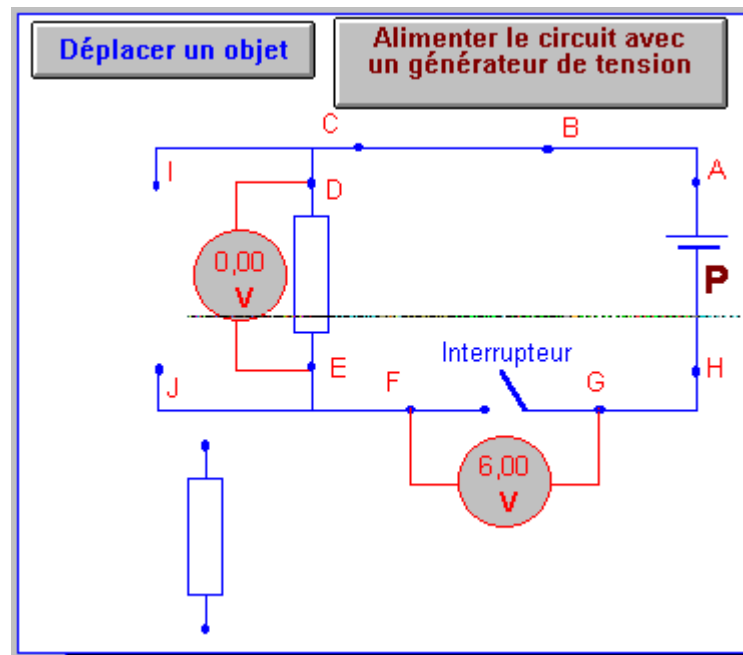 Déplacer un objet
Alimenter le circuit avec
un générateur de tension
C
B
I
D
A
0,00
V
P
E
Interrupteur
H
J
F
G
6,00
V